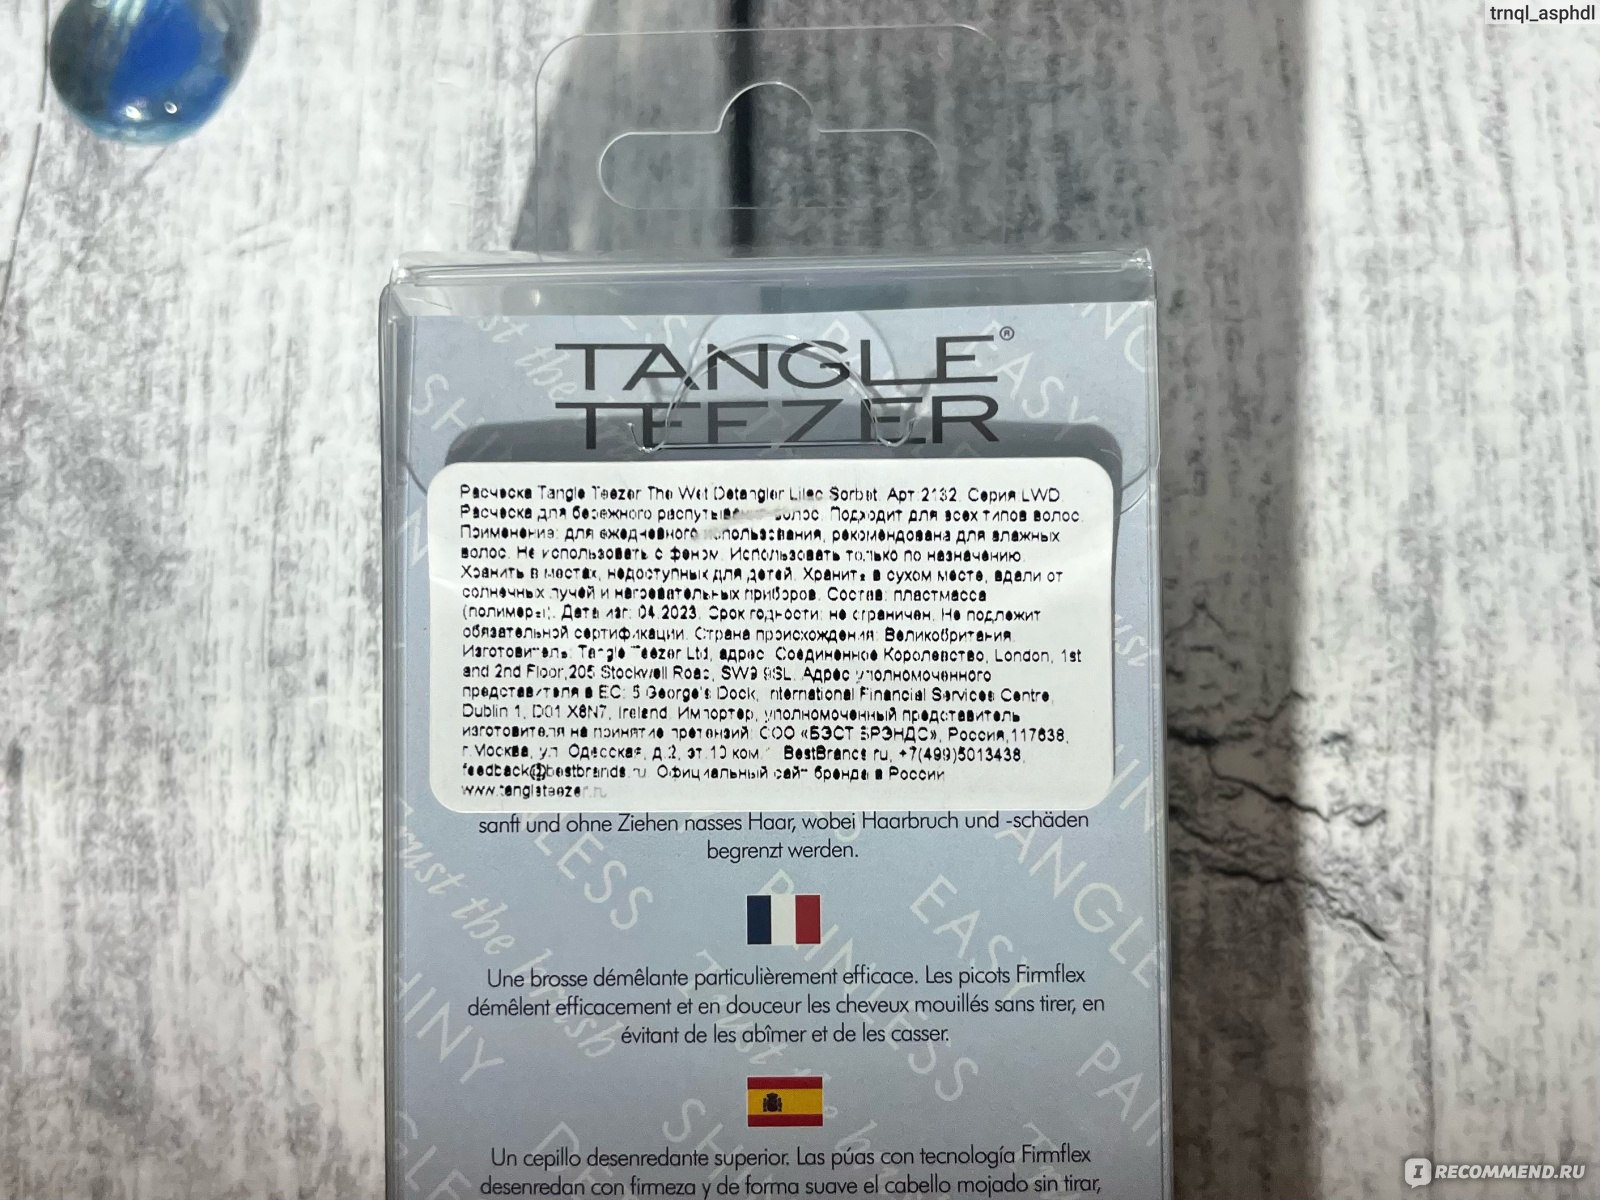 trnql_asphdl
TANGLE®
TEEZER
Расческа Tangle Teezer The Wet Detangler Lilac Sorbet. Арт 2132. Серия LWD
Расческа для бережного распутывания волос. Подходит для всех типов волос.
Применение: для ежедневного использования, рекомендована для влажных
волос. Не использовать с феном. Использовать только по назначению.
Хранить в местах, недоступных для детей. Хранить в сухом месте, вдали от
солнечных лучей и нагревательных приборов. Состав: пластмасса
(полимеры). Дата изг: 04.2023. Срок годности: не ограничен. Не подлежит
обязательной сертификации. Страна происхождения: Великобритания.
Изготовитель: Tangle Teezer Ltd, адрес: Соединенное Королевство, London, 1st
and 2nd Floor,205 Stockwell Road, SW9 9SL. Адрес уполномоченного
представителя в ЕС: 5 George's Dock, International Financial Services Centre,
Dublin 1, D01 X8N7, Ireland. Импортер, уполномоченный представитель
изготовителя на принятие претензий: ООО «БЭСТ БРЭНДС», Россия,117638,
г.Москва, ул. Одесская, д.2, эт.10 ком. BestBrands.ru, +7(499)5013438,
feedback@bestbrands.ru Официальный сайт бренда в России
www.tangleteezer.ru
sanft und ohne Ziehen nasses Haar, wobei Haarbruch und -schäden
begrenzt werden.
Une brosse démêlante particulièrement efficace. Les picots Firmflex
démêlent efficacement et en douceur les cheveux mouillés sans tirer, en
évitant de les abîmer et de les casser.
Un cepillo desenredante superior. Las púas con tecnología Firmflex
desenredan con firmeza y de forma suave el cabello mojado sin tirar,
IRECOMMEND.RU